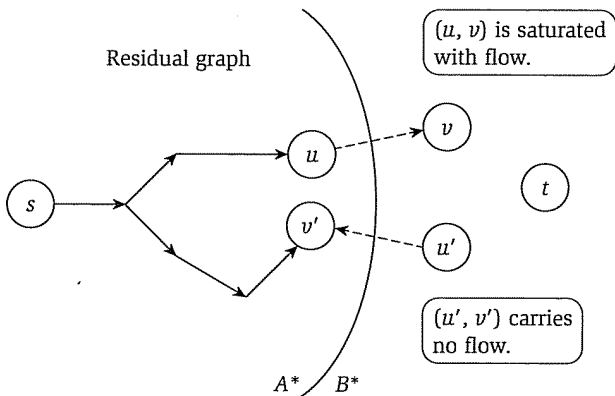 (u, v) is saturated
with flow.
Residual graph
u
v
s
t
v'
u'
(u', v') carries
no flow.
A* B*